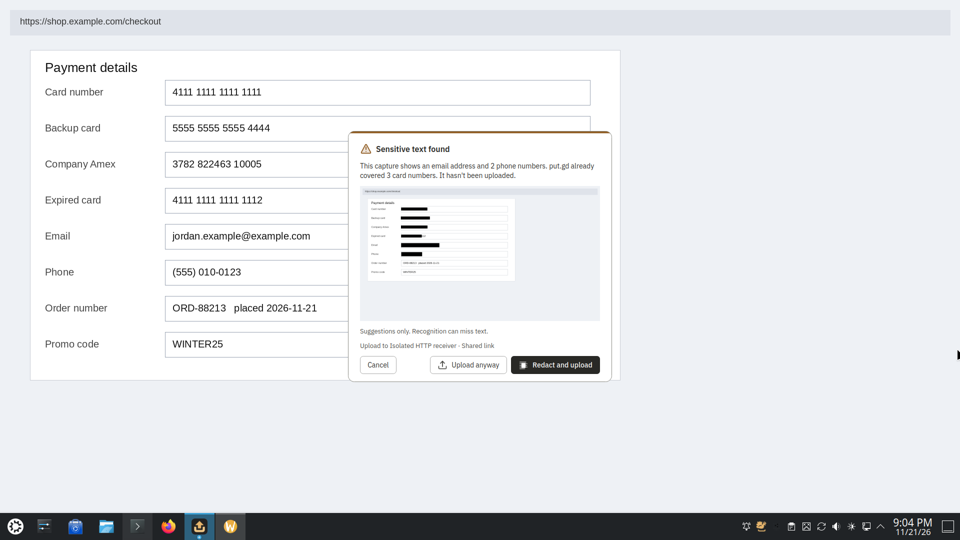 https://shop.example.com/checkout
Payment details
Card number
4111 1111 1111 1111
Backup card
5555 5555 5555 4444
Company Amex
3782 822463 10005
Expired card
4111 1111 1111 1112
Email
jordan.example@example.com
Phone
(555) 010-0123
Order number
ORD-88213   placed 2026-11-21
Promo code
WINTER25
Sensitive text found
This capture shows an email address and 2 phone numbers. put.gd already
covered 3 card numbers. It hasn't been uploaded.
Payment details
Suggestions only. Recognition can miss text.
Upload to Isolated HTTP receiver · Shared link
Cancel
Upload anyway
Redact and upload
9:04 PM
11/21/26